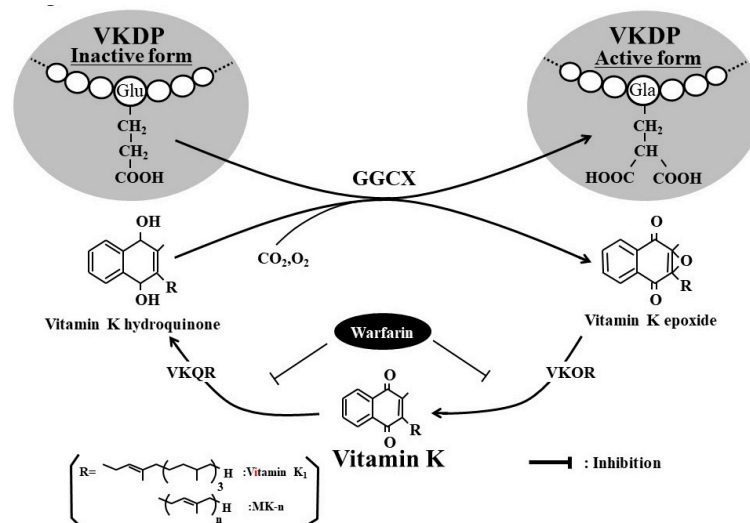 VKDP
Inactive form
Glu
CH2
CH2
COOH
VKDP
Active form
Gla
CH2
CH
HOOC COOH
GGCX
CO2,O2
OH
R
OH
Vitamin K hydroquinone
O
O
R
O
Vitamin K epoxide
Warfarin
VKQR
VKOR
O
R
O
Vitamin K
R= H :Vitamin K1
3
H :MK-n
n
: Inhibition